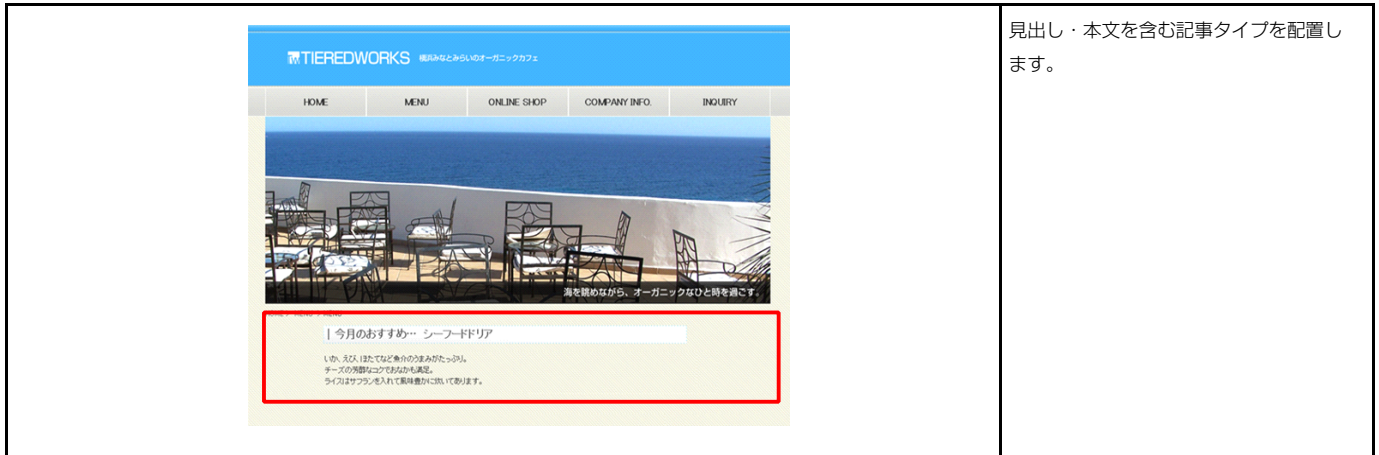 TIEREDWORKS 横浜みなとみらいのオーガニックカフェ
HOME MENU ONLINE SHOP COMPANY INFO. INQUIRY
海を眺めながら、オーガニックなひと時を過ごす。
今月のおすすめ… シーフードドリア
いか、えび、ほたてなど魚介のうまみがたっぷり。
チーズの芳醇なコクでおなかも満足。
ライスはサフランを入れて風味豊かに炊いてあります。
見出し・本文を含む記事タイプを配置し
ます。